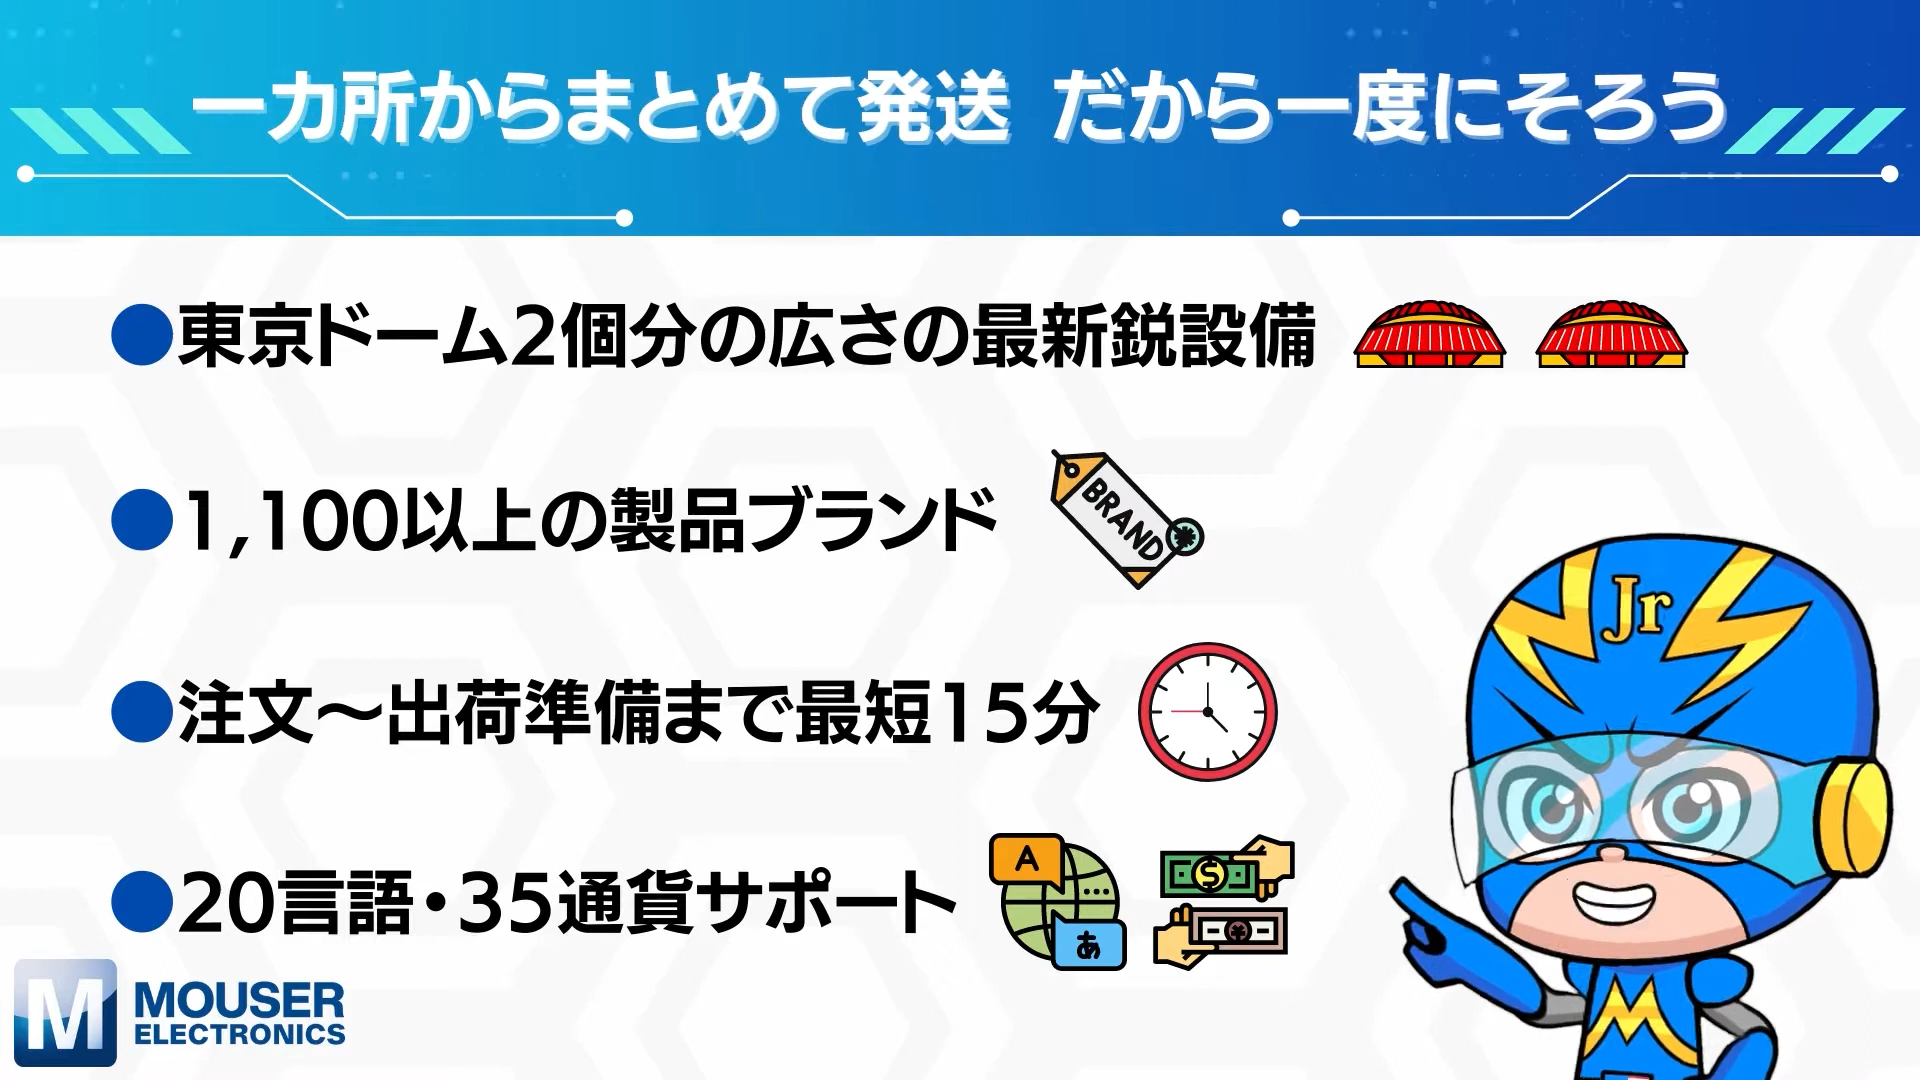 一カ所からまとめて発送 だから一度にそろう
●東京ドーム2個分の広さの最新鋭設備
●1,100以上の製品ブランド
BRAND
●注文〜出荷準備まで最短15分
●20言語・35通貨サポート
A
あ
$
¥
Jr
M
M
MOUSER
ELECTRONICS